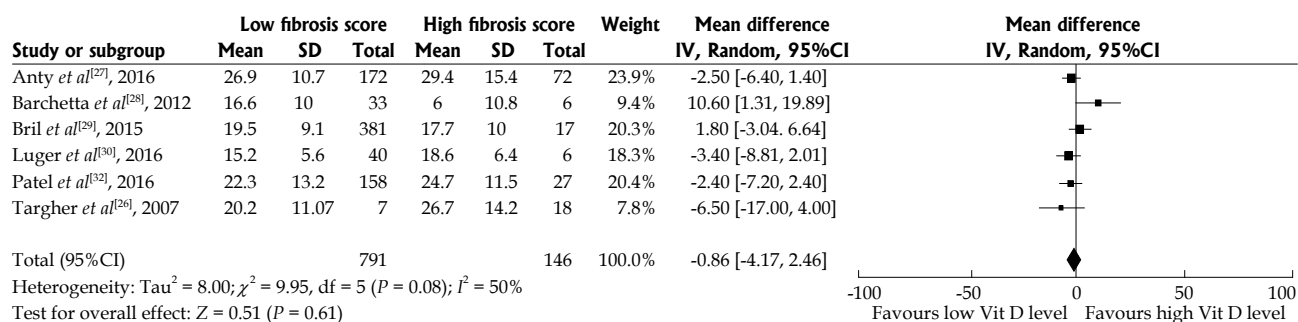 Low fibrosis score High fibrosis score Weight Mean difference Mean difference
Study or subgroup Mean SD Total Mean SD Total IV, Random, 95%CI IV, Random, 95%CI
Anty et al[27], 2016 26.9 10.7 172 29.4 15.4 72 23.9% -2.50 [-6.40, 1.40]
Barchetta et al[28], 2012 16.6 10 33 6 10.8 6 9.4% 10.60 [1.31, 19.89]
Bril et al[29], 2015 19.5 9.1 381 17.7 10 17 20.3% 1.80 [-3.04. 6.64]
Luger et al[30], 2016 15.2 5.6 40 18.6 6.4 6 18.3% -3.40 [-8.81, 2.01]
Patel et al[32], 2016 22.3 13.2 158 24.7 11.5 27 20.4% -2.40 [-7.20, 2.40]
Targher et al[26], 2007 20.2 11.07 7 26.7 14.2 18 7.8% -6.50 [-17.00, 4.00]
Total (95%CI) 791 146 100.0% -0.86 [-4.17, 2.46]
Heterogeneity: Tau² = 8.00; χ² = 9.95, df = 5 (P = 0.08); I² = 50%
Test for overall effect: Z = 0.51 (P = 0.61)
-100 -50 0 50 100
Favours low Vit D level Favours high Vit D level